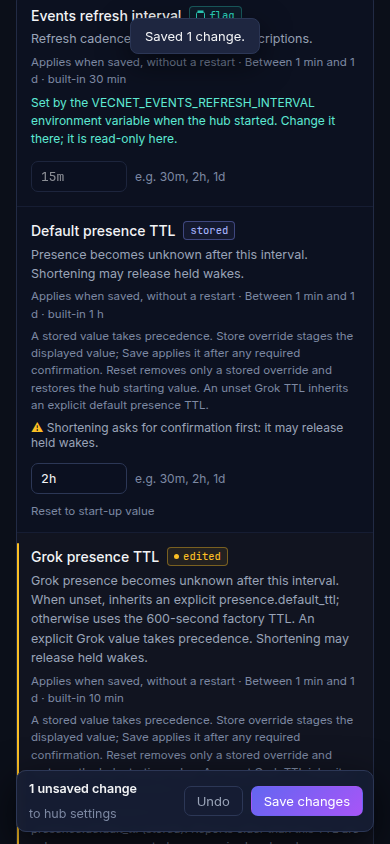 Events refresh interval flag
Saved 1 change.
Refresh cadence criptions.
Applies when saved, without a restart · Between 1 min and 1
d · built-in 30 min
Set by the VECNET_EVENTS_REFRESH_INTERVAL
environment variable when the hub started. Change it
there; it is read-only here.
15m e.g. 30m, 2h, 1d
Default presence TTL stored
Presence becomes unknown after this interval.
Shortening may release held wakes.
Applies when saved, without a restart · Between 1 min and 1
d · built-in 1 h
A stored value takes precedence. Store override stages the
displayed value; Save applies it after any required
confirmation. Reset removes only a stored override and
restores the hub starting value. An unset Grok TTL inherits
an explicit default presence TTL.
⚠ Shortening asks for confirmation first: it may release
held wakes.
2h e.g. 30m, 2h, 1d
Reset to start-up value
Grok presence TTL • edited
Grok presence becomes unknown after this interval.
When unset, inherits an explicit presence.default_ttl;
otherwise uses the 600-second factory TTL. An
explicit Grok value takes precedence. Shortening may
release held wakes.
Applies when saved, without a restart · Between 1 min and 1
d · built-in 10 min
A stored value takes precedence. Store override stages the
displayed value; Save applies it after any required
confirmation. Reset removes only a stored override and
1 unsaved change
to hub settings
Undo
Save changes